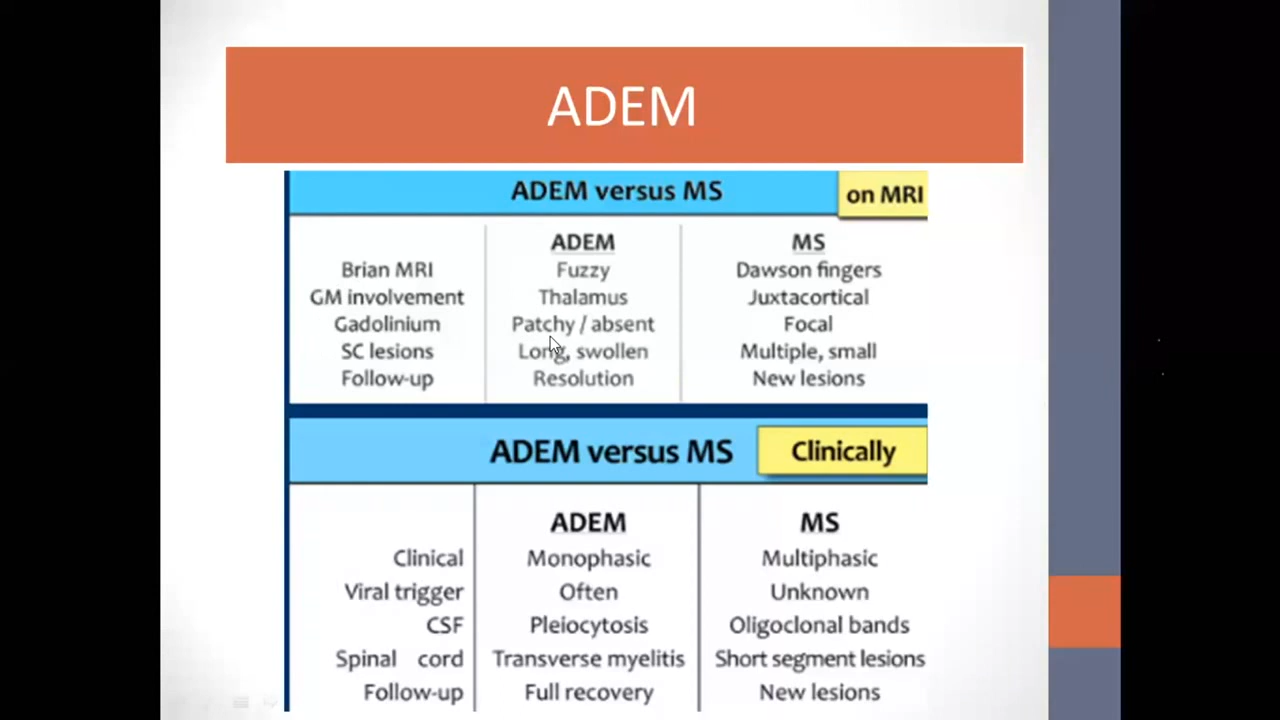 ADEM
ADEM versus MS on MRI
ADEM MS
Brian MRI Fuzzy Dawson fingers
GM involvement Thalamus Juxtacortical
Gadolinium Patchy / absent Focal
SC lesions Long, swollen Multiple, small
Follow-up Resolution New lesions
ADEM versus MS Clinically
ADEM MS
Clinical Monophasic Multiphasic
Viral trigger Often Unknown
CSF Pleiocytosis Oligoclonal bands
Spinal cord Transverse myelitis Short segment lesions
Follow-up Full recovery New lesions